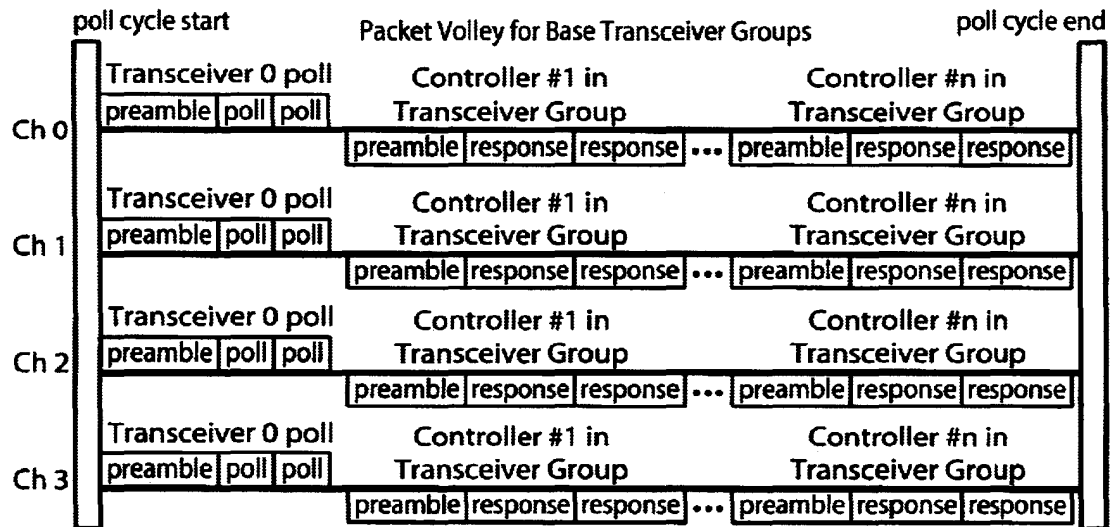 poll cycle start Packet Volley for Base Transceiver Groups poll cycle end
Transceiver 0 poll Controller #1 in Controller #n in
preamble poll poll Transceiver Group Transceiver Group
Ch 0
preamble response response ... preamble response response
Transceiver 0 poll Controller #1 in Controller #n in
preamble poll poll Transceiver Group Transceiver Group
Ch 1
preamble response response ... preamble response response
Transceiver 0 poll Controller #1 in Controller #n in
preamble poll poll Transceiver Group Transceiver Group
Ch 2
preamble response response ... preamble response response
Transceiver 0 poll Controller #1 in Controller #n in
preamble poll poll Transceiver Group Transceiver Group
Ch 3
preamble response response ... preamble response response